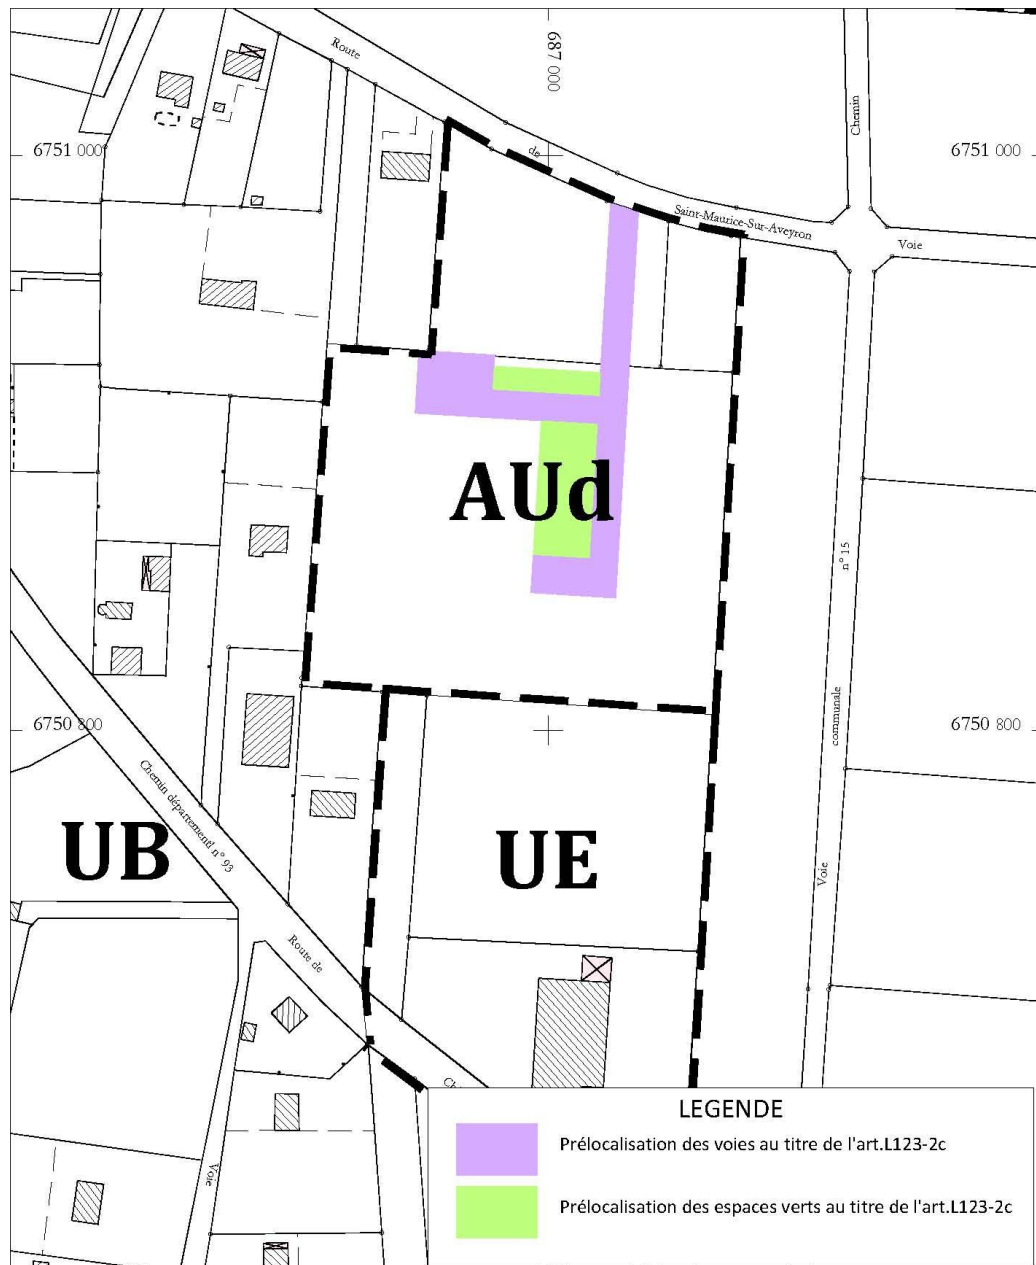 Route
687 000
Chemin
6751 000
de
6751 000
Saint-Maurice-Sur-Aveyron
Voie
AUd
n° 15
communale
6750 800
6750 800
Chemin départementl n° 93
UB
UE
Voie
Route de
Voie
LEGENDE
Prélocalisation des voies au titre de l'art.L123-2c
Prélocalisation des espaces verts au titre de l'art.L123-2c